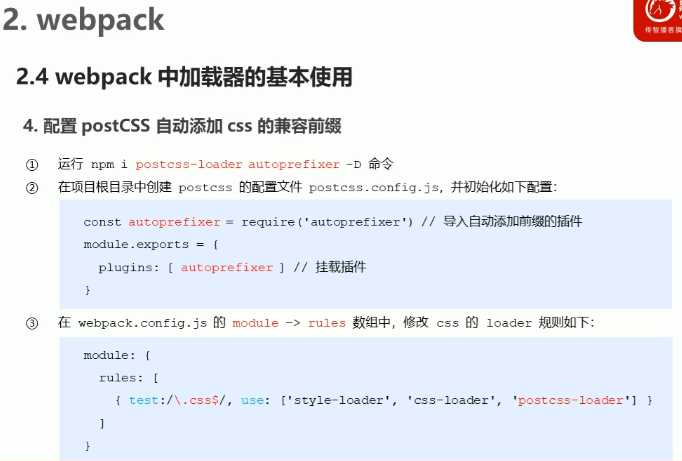 2. webpack
传智播客旗
2.4 webpack 中加载器的基本使用
4. 配置 postCSS 自动添加 css 的兼容前缀
① 运行 npm i postcss-loader autoprefixer -D 命令
② 在项目根目录中创建 postcss 的配置文件 postcss.config.js，并初始化如下配置：
const autoprefixer = require('autoprefixer') // 导入自动添加前缀的插件
module.exports = {
plugins: [ autoprefixer ] // 挂载插件
}
③ 在 webpack.config.js 的 module -> rules 数组中，修改 css 的 loader 规则如下：
module: {
rules: [
{ test:/\.css$/, use: ['style-loader', 'css-loader', 'postcss-loader'] }
]
}